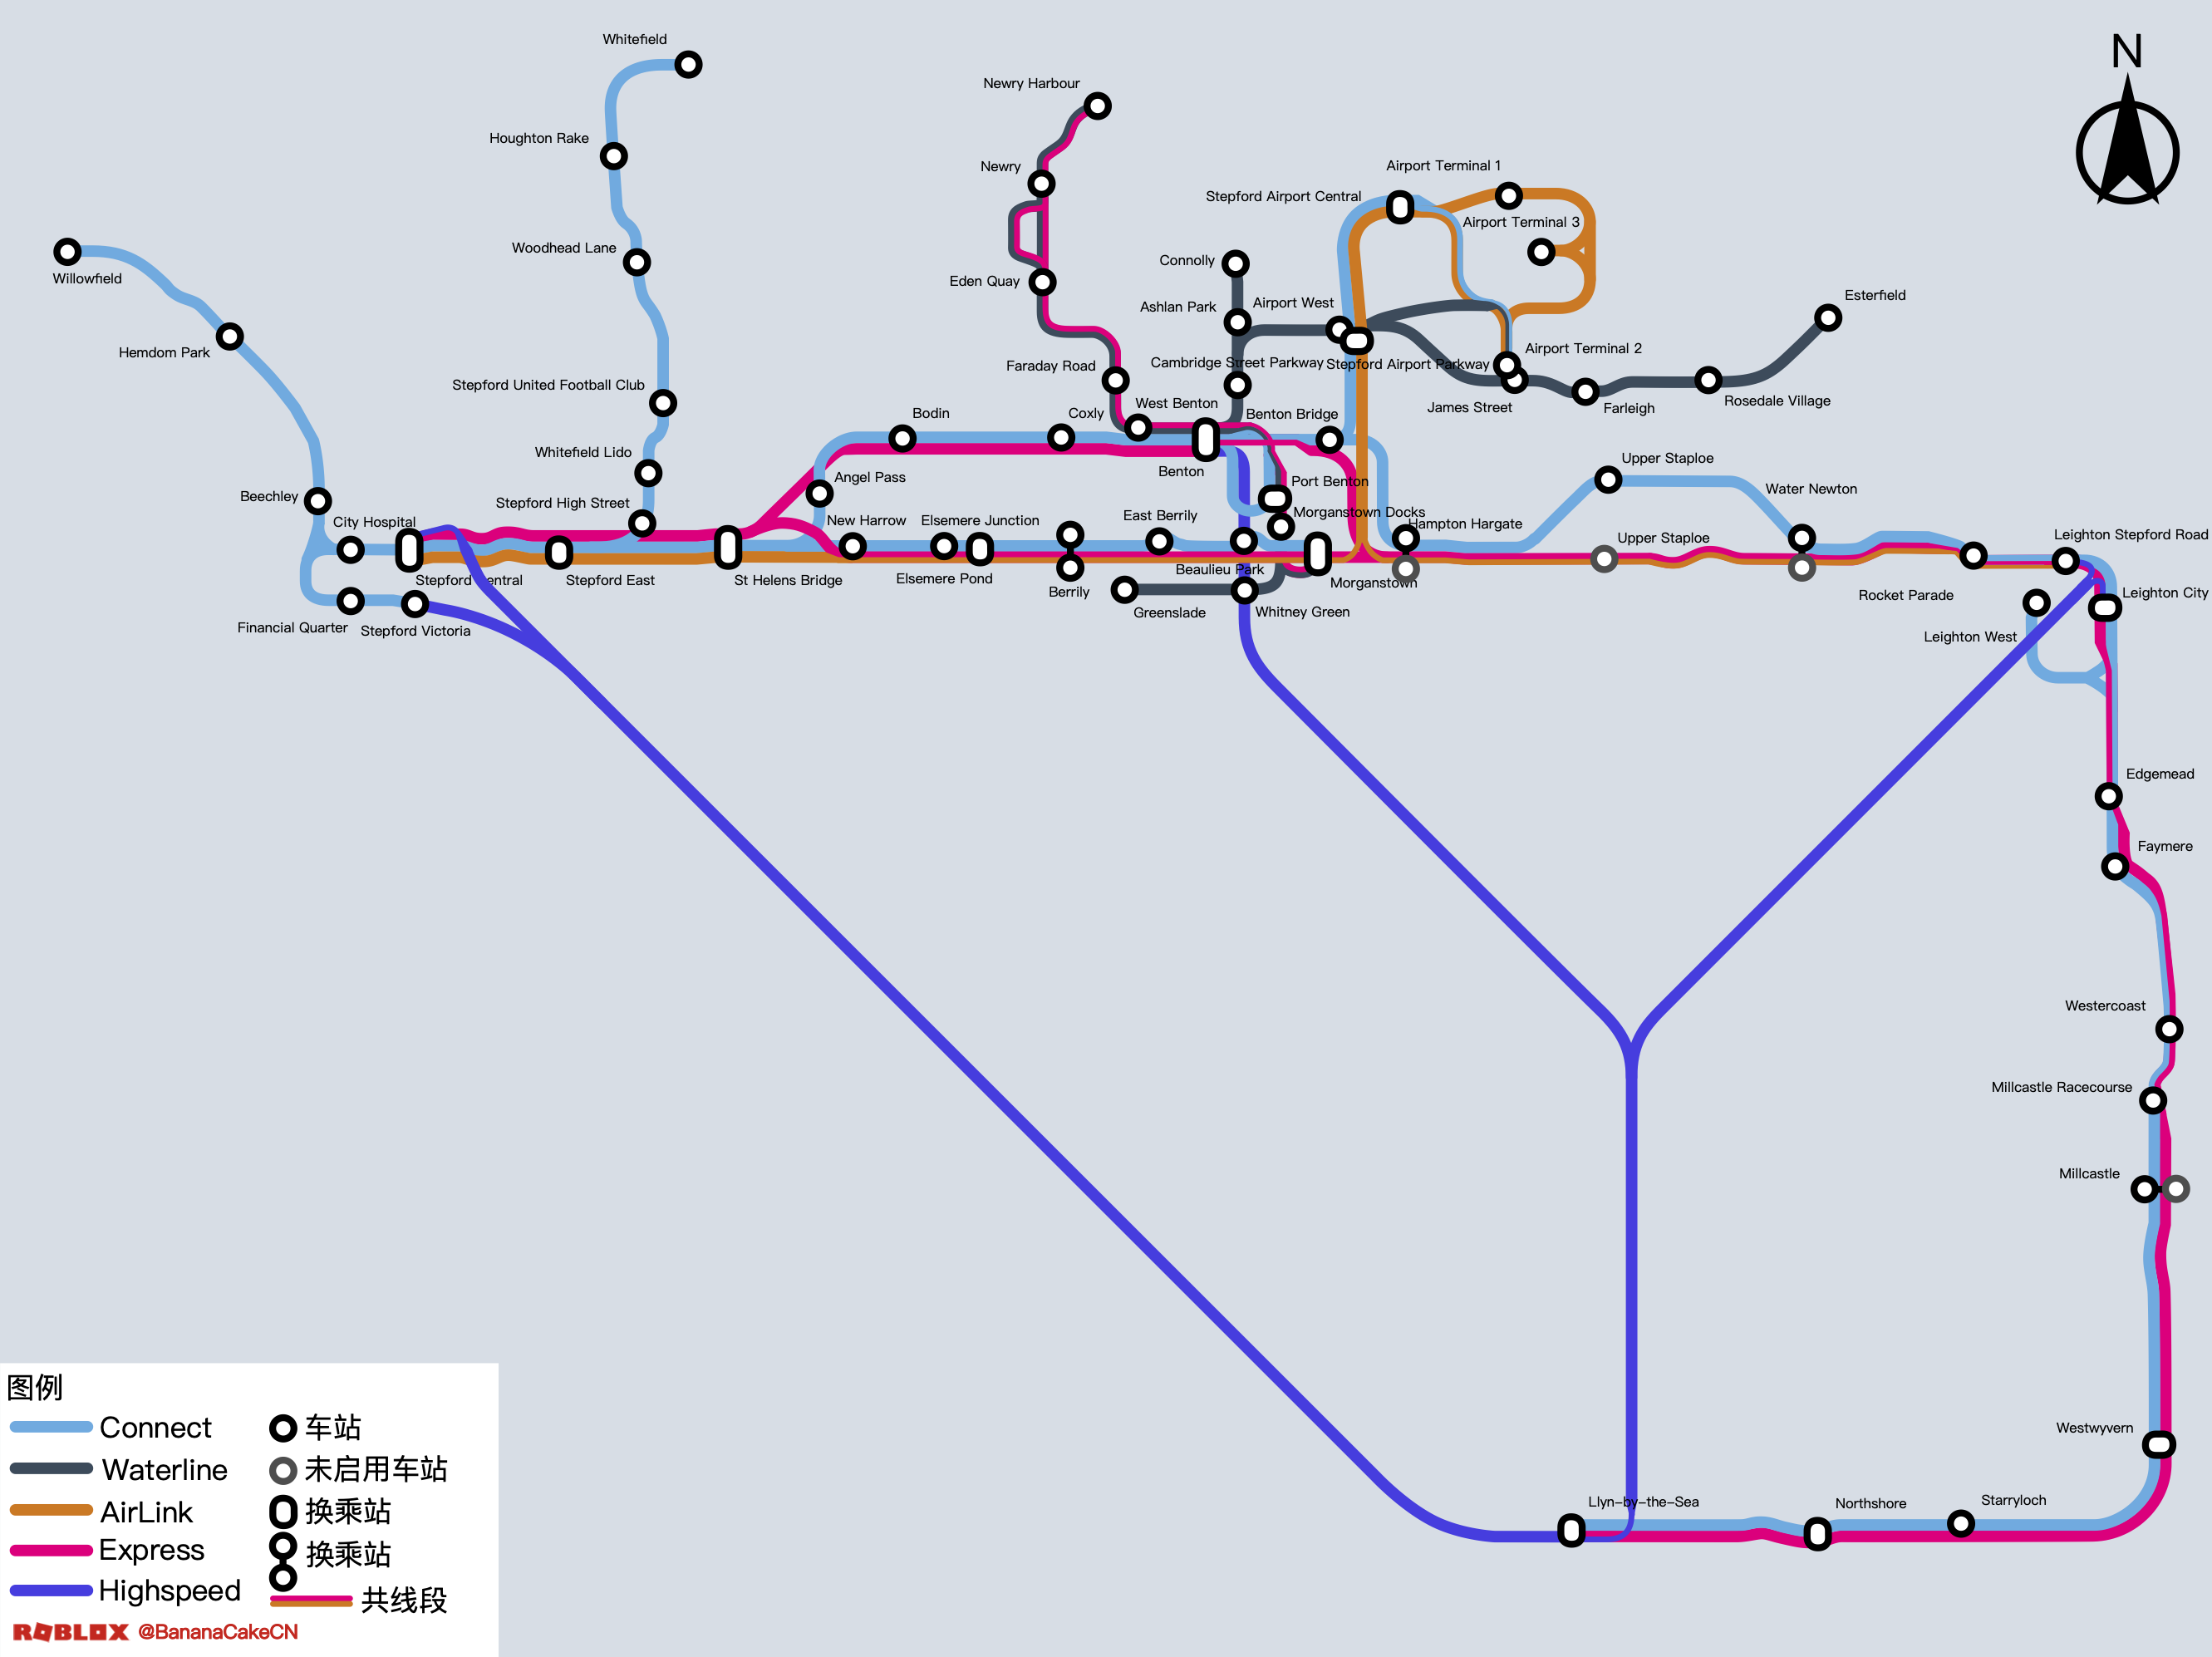 Whitefield
N
Newry Harbour
Houghton Rake
Newry
Airport Terminal 1
Stepford Airport Central
Airport Terminal 3
Woodhead Lane
Connolly
Willowfield
Eden Quay
Esterfield
Ashlan Park
Airport West
Hemdom Park
Airport Terminal 2
Faraday Road
Cambridge Street Parkway
Stepford Airport Parkway
Stepford United Football Club
James Street
Farleigh
Rosedale Village
Bodin
Coxly
West Benton
Benton Bridge
Whitefield Lido
Upper Staploe
Benton
Angel Pass
Port Benton
Water Newton
Beechley
Stepford High Street
City Hospital
New Harrow
Elsemere Junction
East Berrily
Morganstown Docks
Hampton Hargate
Upper Staploe
Leighton Stepford Road
Stepford Central
Stepford East
St Helens Bridge
Elsemere Pond
Berrily
Beaulieu Park
Morganstown
Rocket Parade
Leighton City
Greenslade
Whitney Green
Financial Quarter
Stepford Victoria
Leighton West
Edgemead
Faymere
Westercoast
Millcastle Racecourse
Millcastle
Westwyvern
Llyn-by-the-Sea
Northshore
Starryloch
图例
Connect
车站
Waterline
未启用车站
AirLink
换乘站
Express
换乘站
Highspeed
共线段
ROBLOX @BananaCakeCN